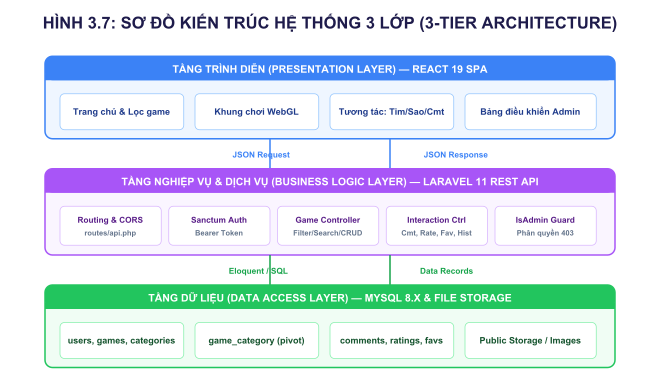 HÌNH 3.7: SƠ ĐỒ KIẾN TRÚC HỆ THỐNG 3 LỚP (3-TIER ARCHITECTURE)
TẦNG TRÌNH DIỄN (PRESENTATION LAYER) — REACT 19 SPA
Trang chủ & Lọc game
Khung chơi WebGL
Tương tác: Tim/Sao/Cmt
Bảng điều khiển Admin
JSON Request
JSON Response
TẦNG NGHIỆP VỤ & DỊCH VỤ (BUSINESS LOGIC LAYER) — LARAVEL 11 REST API
Routing & CORS
routes/api.php
Sanctum Auth
Bearer Token
Game Controller
Filter/Search/CRUD
Interaction Ctrl
Cmt, Rate, Fav, Hist
IsAdmin Guard
Phân quyền 403
Eloquent / SQL
Data Records
TẦNG DỮ LIỆU (DATA ACCESS LAYER) — MYSQL 8.X & FILE STORAGE
users, games, categories
game_category (pivot)
comments, ratings, favs
Public Storage / Images